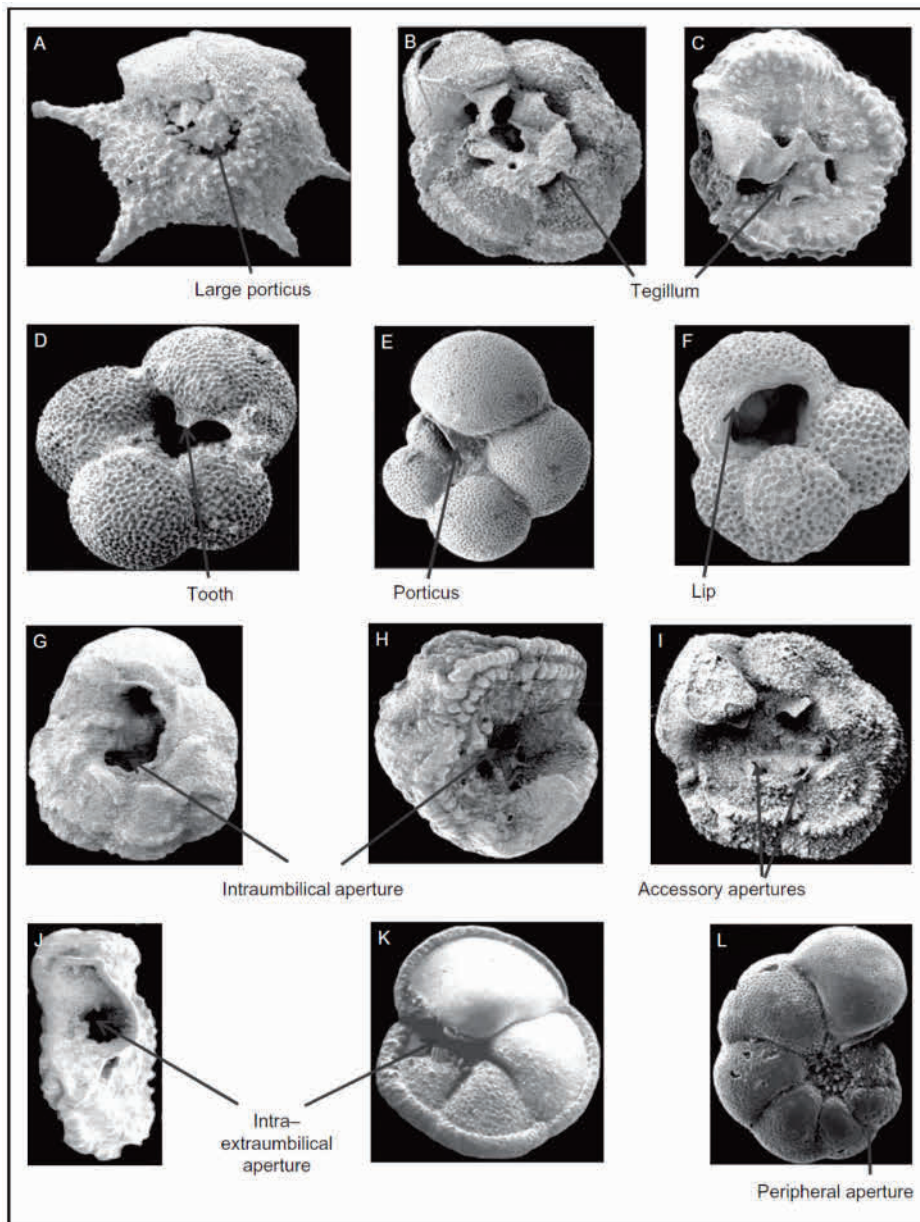 A
B
C
Large porticus
Tegillum
D
E
F
Tooth
Porticus
Lip
G
H
I
Intraumbilical aperture
Accessory apertures
J
K
L
Intra–
extraumbilical
aperture
Peripheral aperture